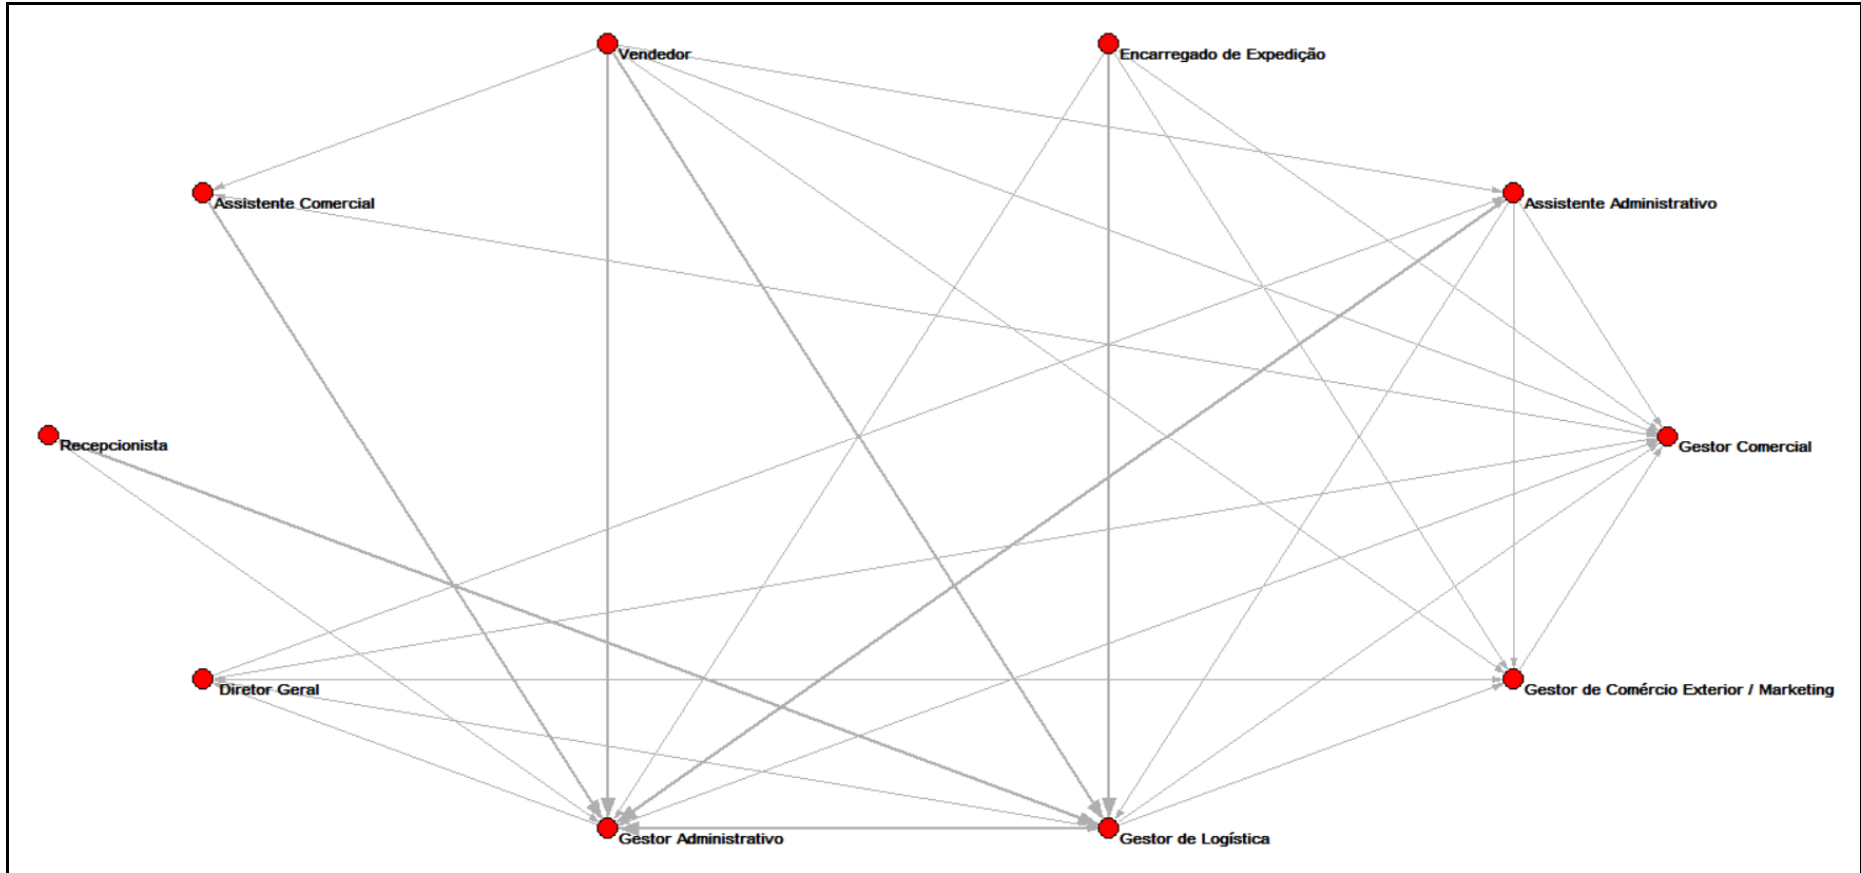 Vendedor
Encarregado de Expedição
Assistente Comercial
Assistente Administrativo
Recepcionista
Gestor Comercial
Diretor Geral
Gestor de Comércio Exterior / Marketing
Gestor Administrativo
Gestor de Logística